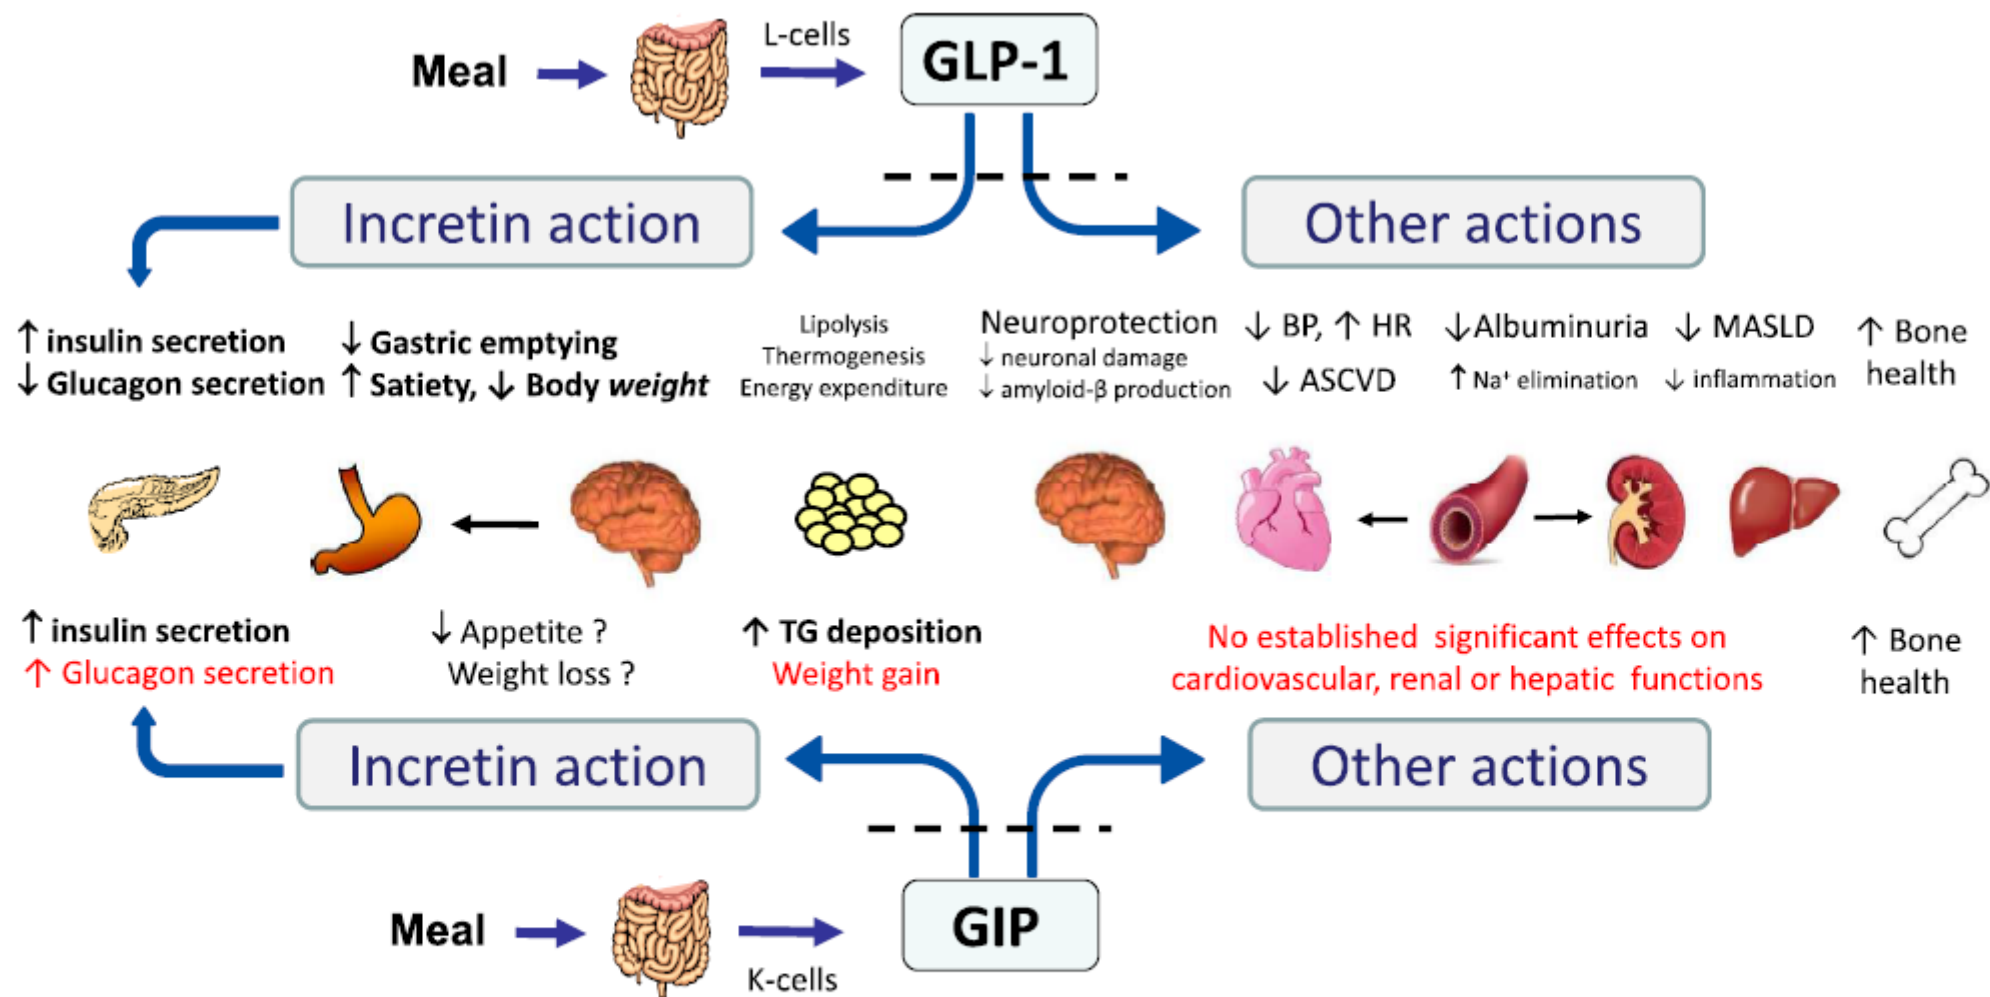 Meal
L-cells
GLP-1
Incretin action
Other actions
↑ insulin secretion
↓ Glucagon secretion
↓ Gastric emptying
↑ Satiety, ↓ Body weight
Lipolysis
Thermogenesis
Energy expenditure
Neuroprotection
↓ neuronal damage
↓ amyloid-β production
↓ BP, ↑ HR
↓ ASCVD
↓Albuminuria
↑ Na⁺ elimination
↓ MASLD
↓ inflammation
↑ Bone
health
↑ insulin secretion
↑ Glucagon secretion
↓ Appetite ?
Weight loss ?
↑ TG deposition
Weight gain
No established significant effects on
cardiovascular, renal or hepatic functions
↑ Bone
health
Incretin action
Other actions
Meal
K-cells
GIP